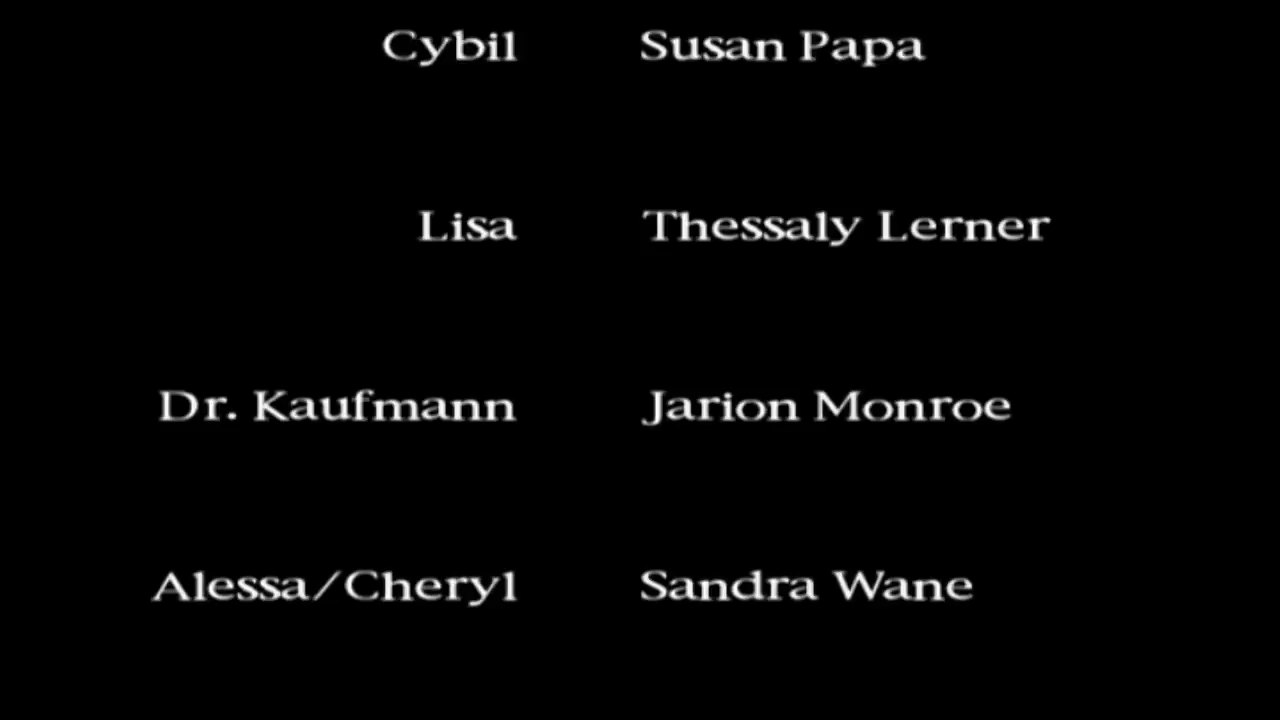 Cybil Susan Papa
Lisa Thessaly Lerner
Dr. Kaufmann Jarion Monroe
Alessa/Cheryl Sandra Wane